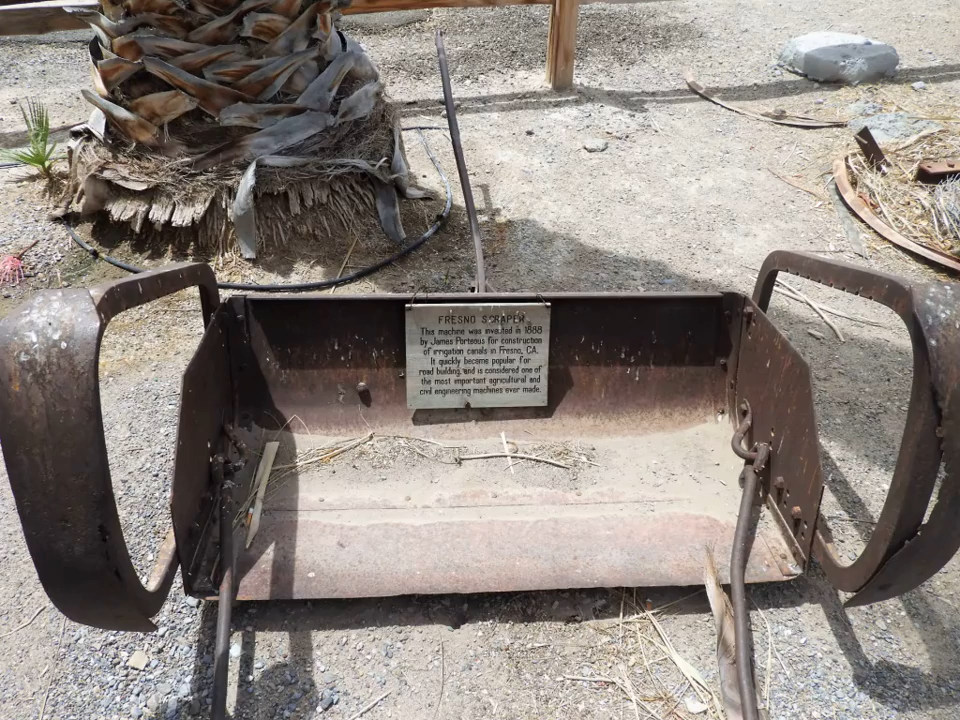 FRESNO SCRAPER
This machine was invented in 1888
by James Porteous for construction
of irrigation canals in Fresno, CA.
It quickly became popular for
road building, and is considered one of
the most important agricultural and
civil engineering machines ever made.